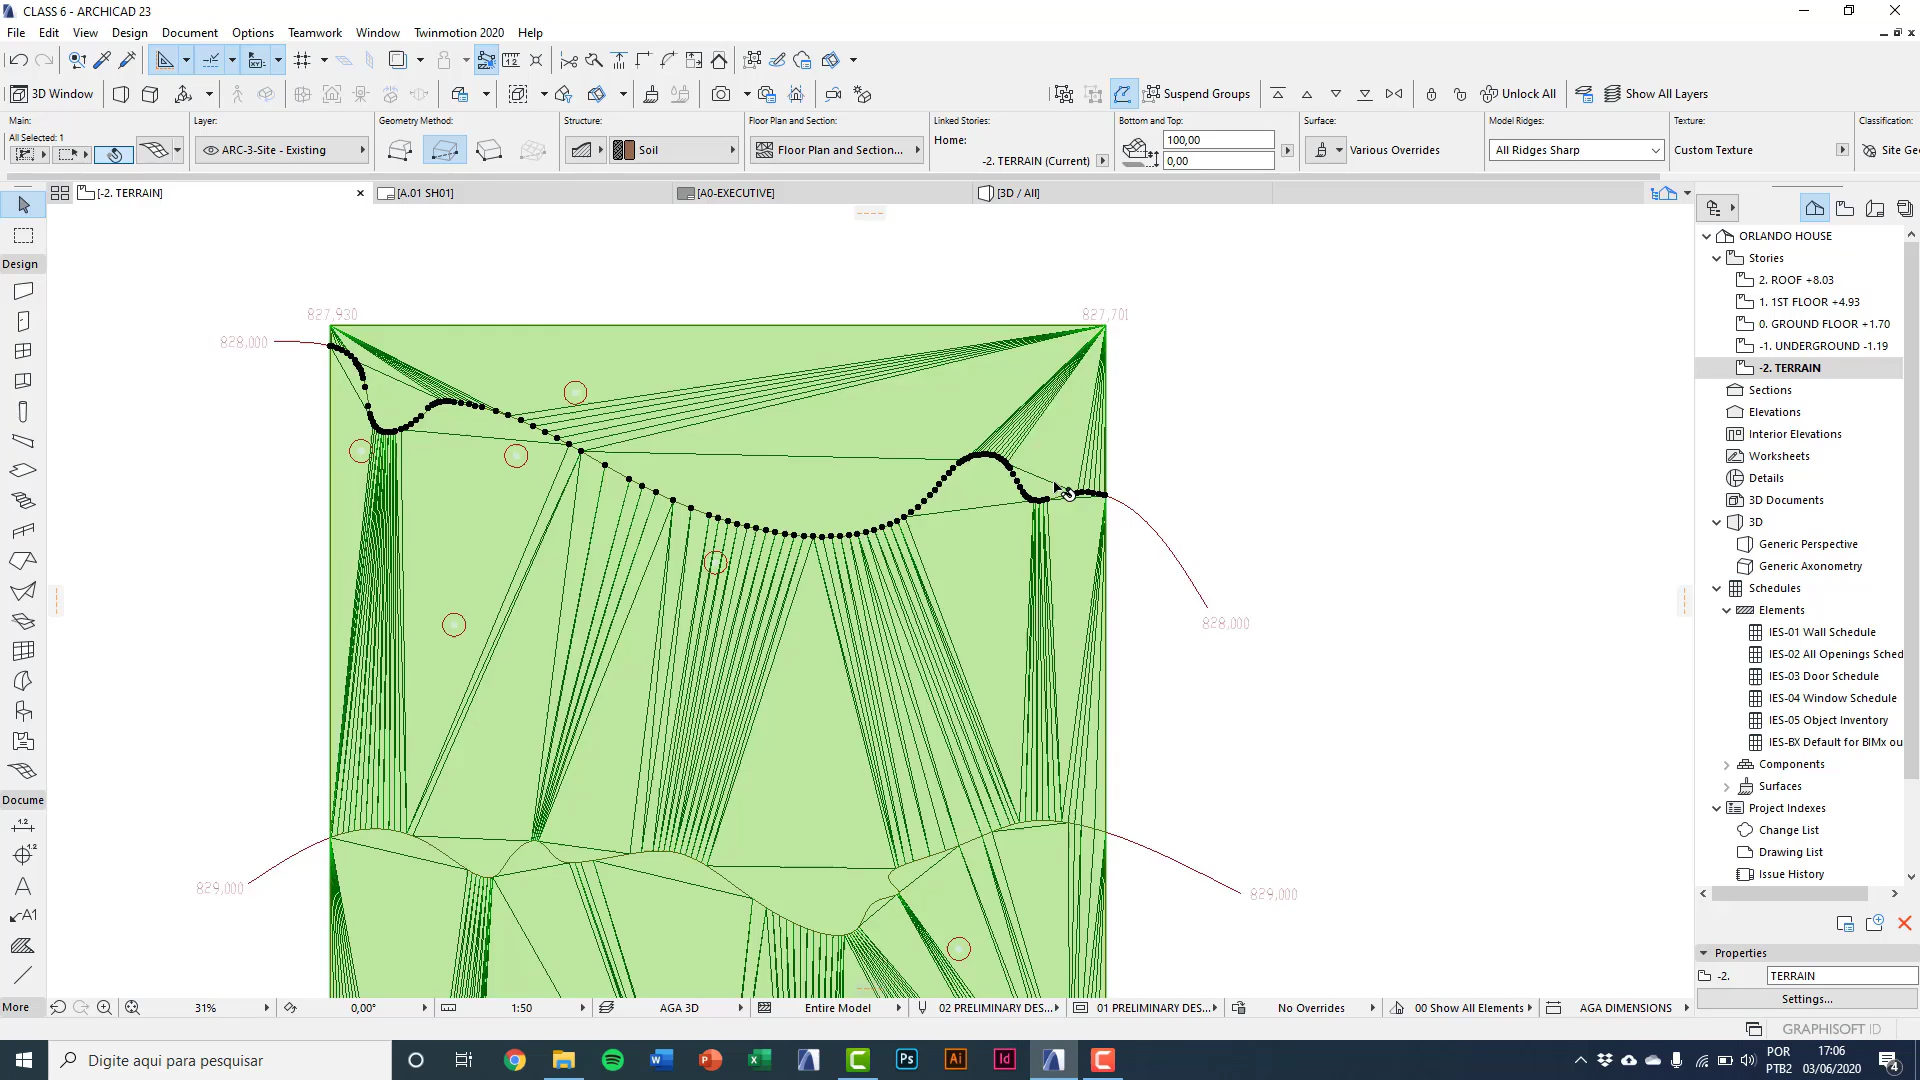 CLASS 6 - ARCHICAD 23
File Edit View Design Document Options Teamwork Window Twinmotion 2020 Help
3D Window
Suspend Groups
Unlock All
Show All Layers
Main:
All Selected: 1
Layer:
ARC-3-Site - Existing
Geometry Method:
Structure:
Soil
Floor Plan and Section:
Floor Plan and Section...
Linked Stories:
Home:
-2. TERRAIN (Current)
Bottom and Top:
100,00
0,00
Surface:
Various Overrides
Model Ridges:
All Ridges Sharp
Texture:
Custom Texture
Classification:
Site Ge
[-2. TERRAIN]
[A.01 SH01]
[A0-EXECUTIVE]
[3D / All]
Design
Docume
More
827,930
827,701
828,000
828,000
829,000
829,000
ORLANDO HOUSE
Stories
2. ROOF +8.03
1. 1ST FLOOR +4.93
0. GROUND FLOOR +1.70
-1. UNDERGROUND -1.19
-2. TERRAIN
Sections
Elevations
Interior Elevations
Worksheets
Details
3D Documents
3D
Generic Perspective
Generic Axonometry
Schedules
Elements
IES-01 Wall Schedule
IES-02 All Openings Sched
IES-03 Door Schedule
IES-04 Window Schedule
IES-05 Object Inventory
IES-BX Default for BIMx ou
Components
Surfaces
Project Indexes
Change List
Drawing List
Issue History
Properties
-2. TERRAIN
Settings...
31%
0,00°
1:50
AGA 3D
Entire Model
02 PRELIMINARY DES...
01 PRELIMINARY DES...
No Overrides
00 Show All Elements
AGA DIMENSIONS
GRAPHISOFT ID
Digite aqui para pesquisar
POR
PTB2
17:06
03/06/2020
4